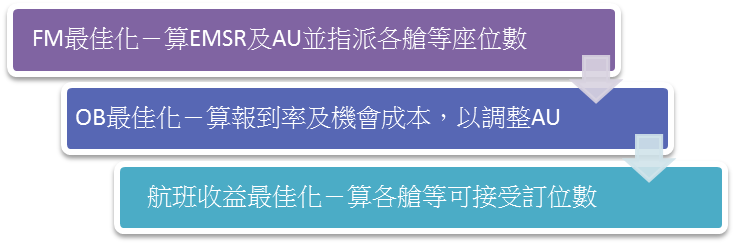 FM最佳化－算EMSR及AU並指派各艙等座位數
OB最佳化－算報到率及機會成本，以調整AU
航班收益最佳化－算各艙等可接受訂位數